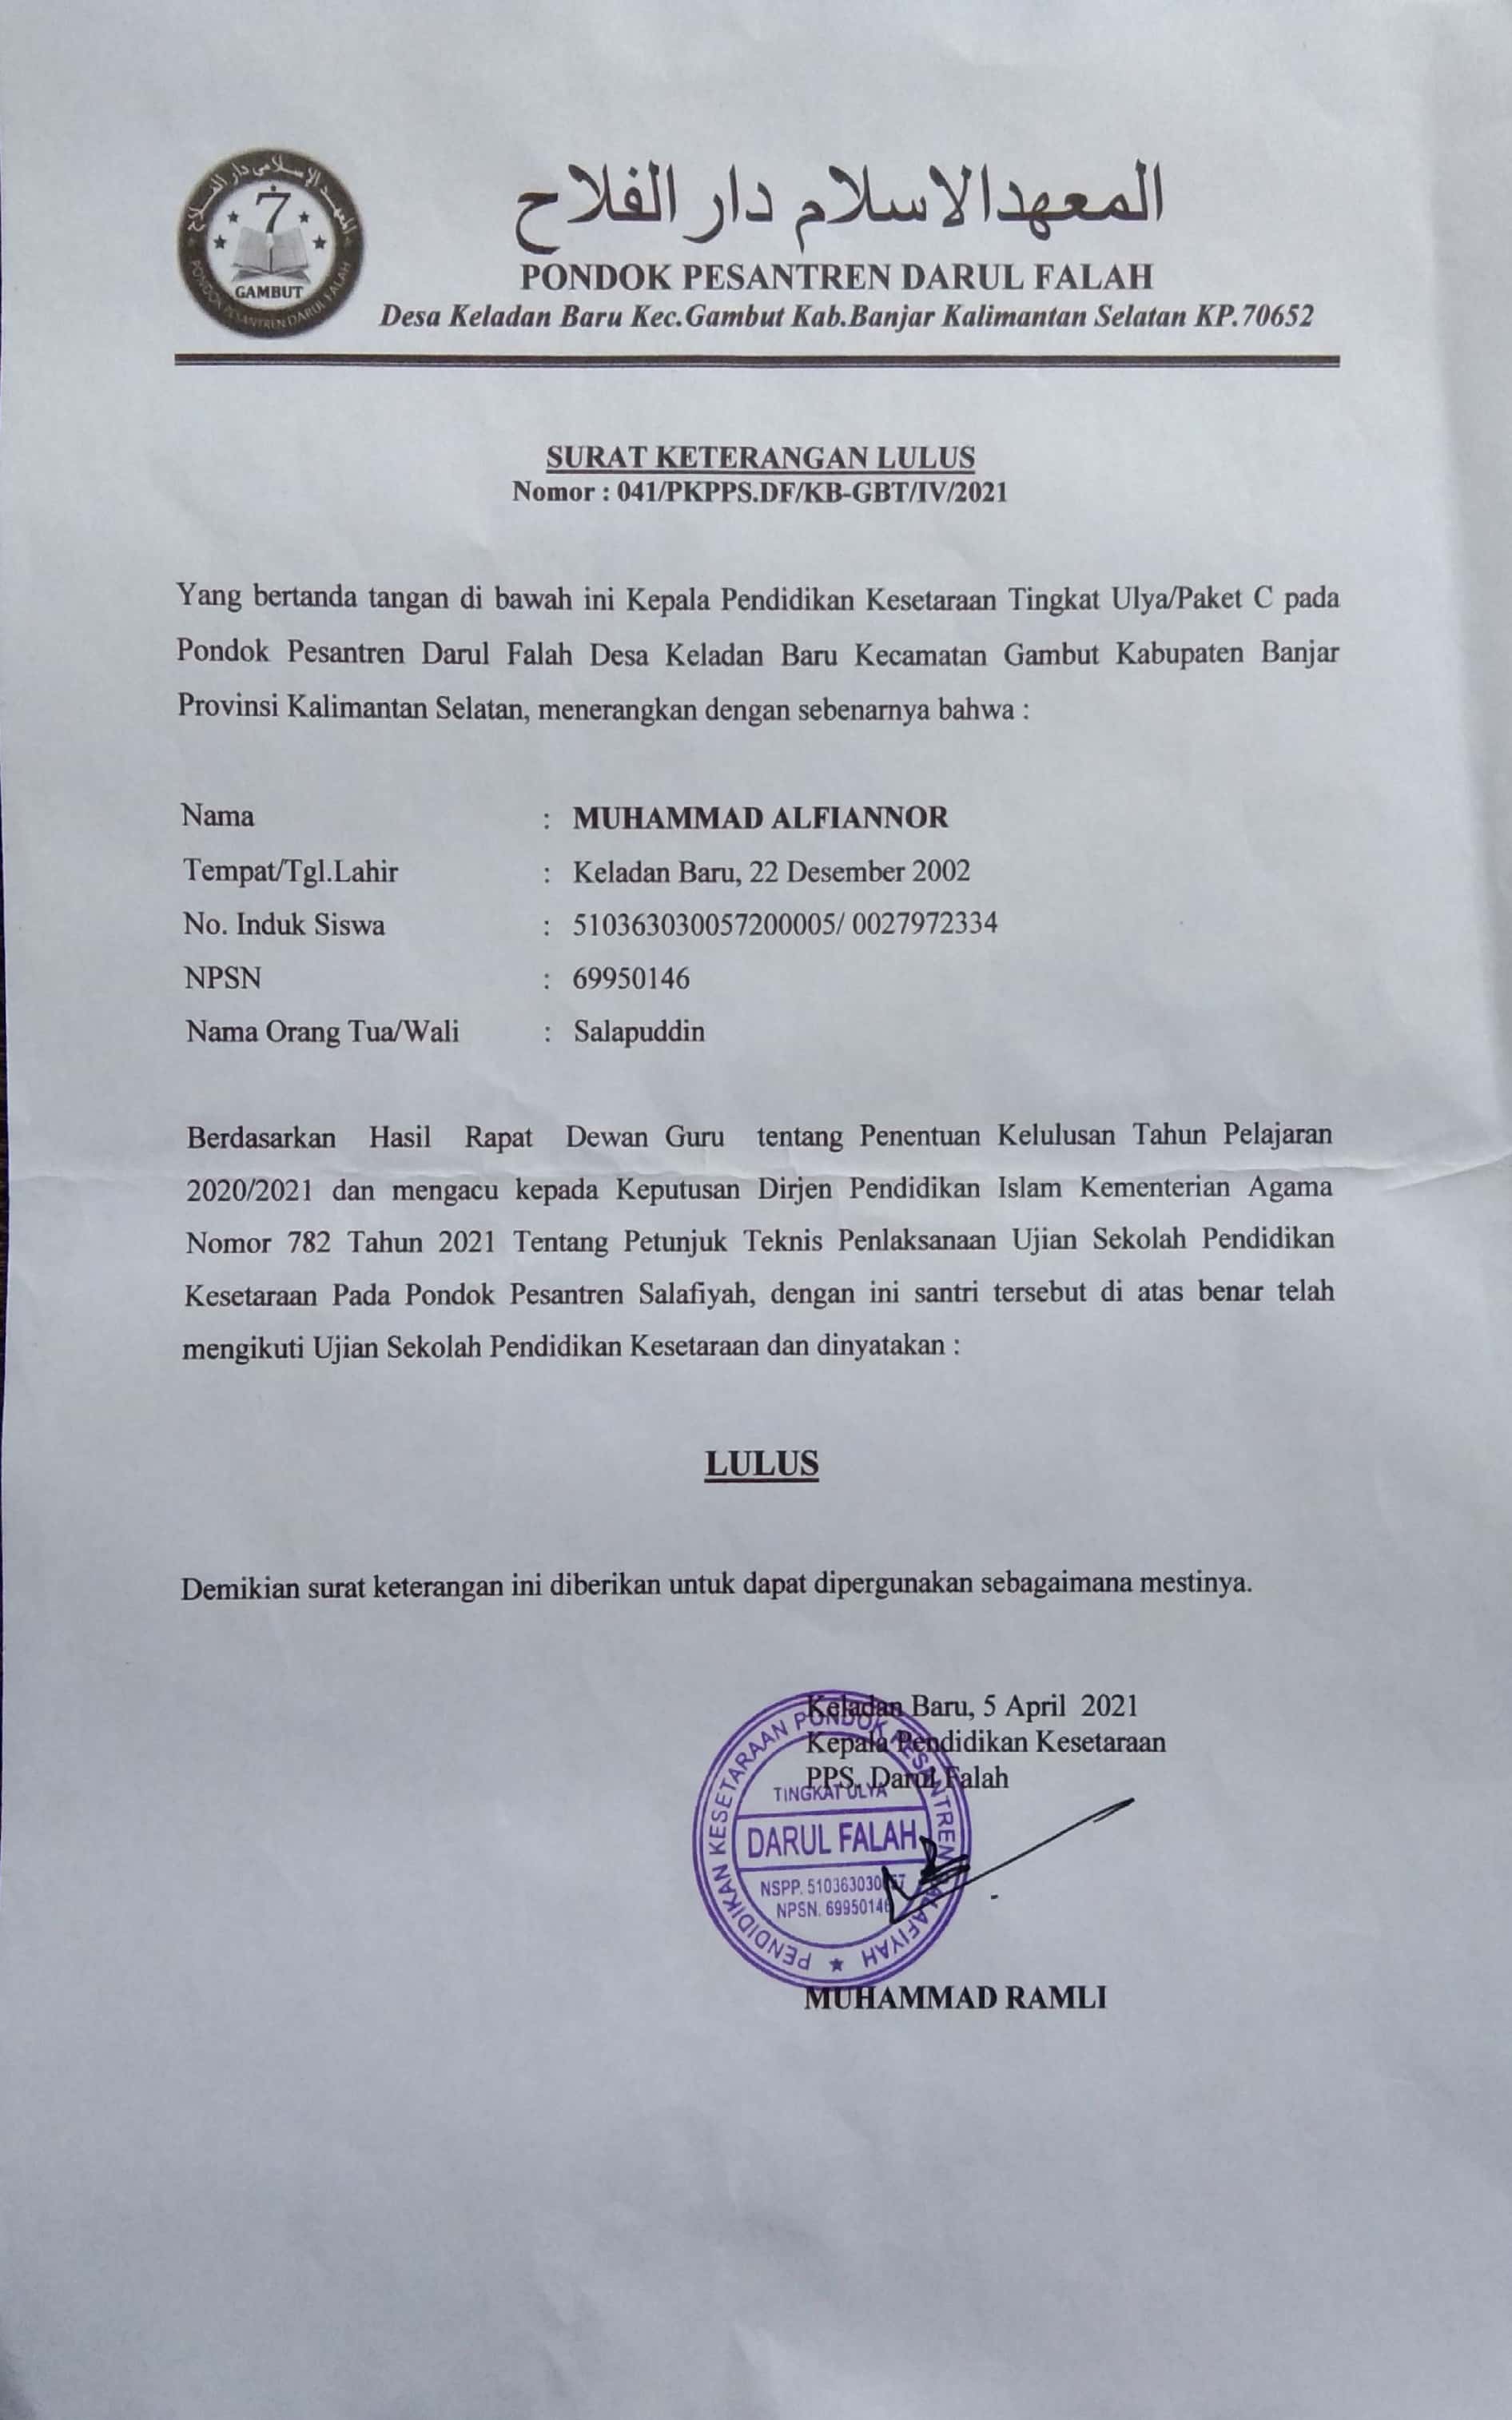 المعهد الإسلامي دار الفلاح
7
GAMBUT
PONDOK PESANTREN DARUL FALAH
المعهدالاسلام دار الفلاح
PONDOK PESANTREN DARUL FALAH
Desa Keladan Baru Kec.Gambut Kab.Banjar Kalimantan Selatan KP.70652
SURAT KETERANGAN LULUS
Nomor : 041/PKPPS.DF/KB-GBT/IV/2021
Yang bertanda tangan di bawah ini Kepala Pendidikan Kesetaraan Tingkat Ulya/Paket C pada
Pondok Pesantren Darul Falah Desa Keladan Baru Kecamatan Gambut Kabupaten Banjar
Provinsi Kalimantan Selatan, menerangkan dengan sebenarnya bahwa :
Nama : MUHAMMAD ALFIANNOR
Tempat/Tgl.Lahir : Keladan Baru, 22 Desember 2002
No. Induk Siswa : 510363030057200005/ 0027972334
NPSN : 69950146
Nama Orang Tua/Wali : Salapuddin
Berdasarkan Hasil Rapat Dewan Guru tentang Penentuan Kelulusan Tahun Pelajaran
2020/2021 dan mengacu kepada Keputusan Dirjen Pendidikan Islam Kementerian Agama
Nomor 782 Tahun 2021 Tentang Petunjuk Teknis Penlaksanaan Ujian Sekolah Pendidikan
Kesetaraan Pada Pondok Pesantren Salafiyah, dengan ini santri tersebut di atas benar telah
mengikuti Ujian Sekolah Pendidikan Kesetaraan dan dinyatakan :
LULUS
Demikian surat keterangan ini diberikan untuk dapat dipergunakan sebagaimana mestinya.
Keladan Baru, 5 April 2021
Kepala Pendidikan Kesetaraan
PPS. Darul Falah
PENDIDIKAN KESETARAAN PONDOK PESANTREN SALAFIYAH
TINGKAT ULYA
DARUL FALAH
NSPP. 510363030057
NPSN. 69950146
MUHAMMAD RAMLI